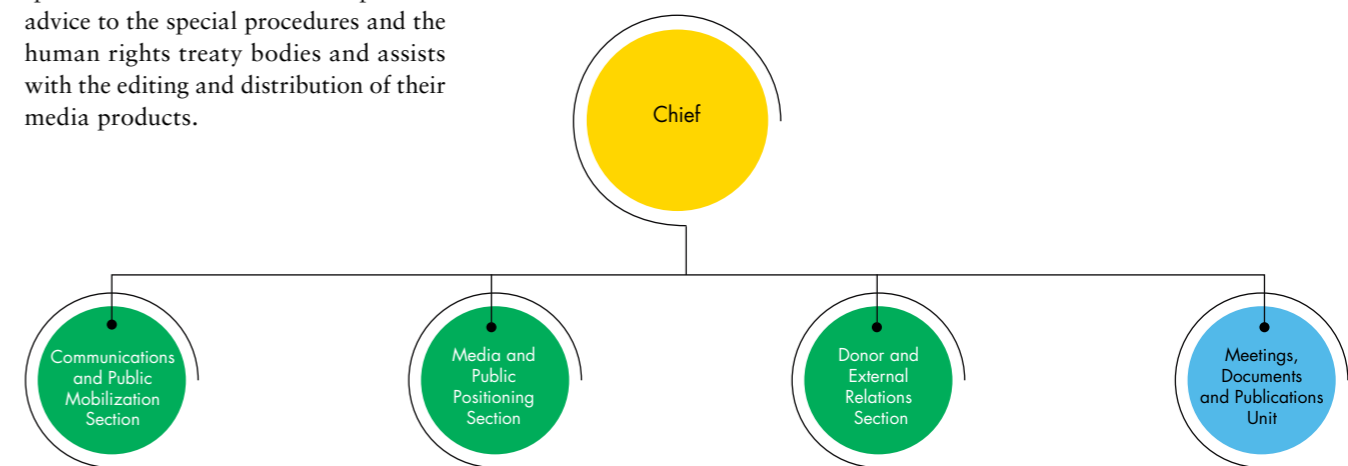 advice to the special procedures and the
human rights treaty bodies and assists
with the editing and distribution of their
media products.
Chief
Communications
and Public
Mobilization
Section
Media and
Public
Positioning
Section
Donor and
External
Relations
Section
Meetings,
Documents
and Publications
Unit